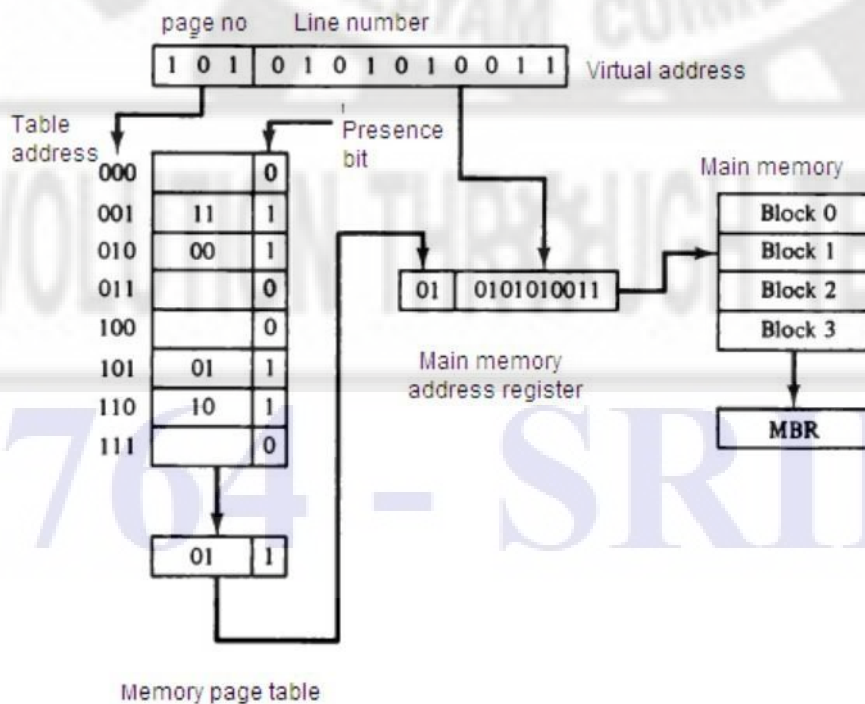 page no Line number
1 0 1 0 1 0 1 0 1 0 0 1 1 Virtual address
Table address
Presence bit
000 0
001 11 1
010 00 1
011 0
100 0
101 01 1
110 10 1
111 0
01 1
Memory page table
01 0101010011
Main memory
address register
Main memory
Block 0
Block 1
Block 2
Block 3
MBR
764 - SRI